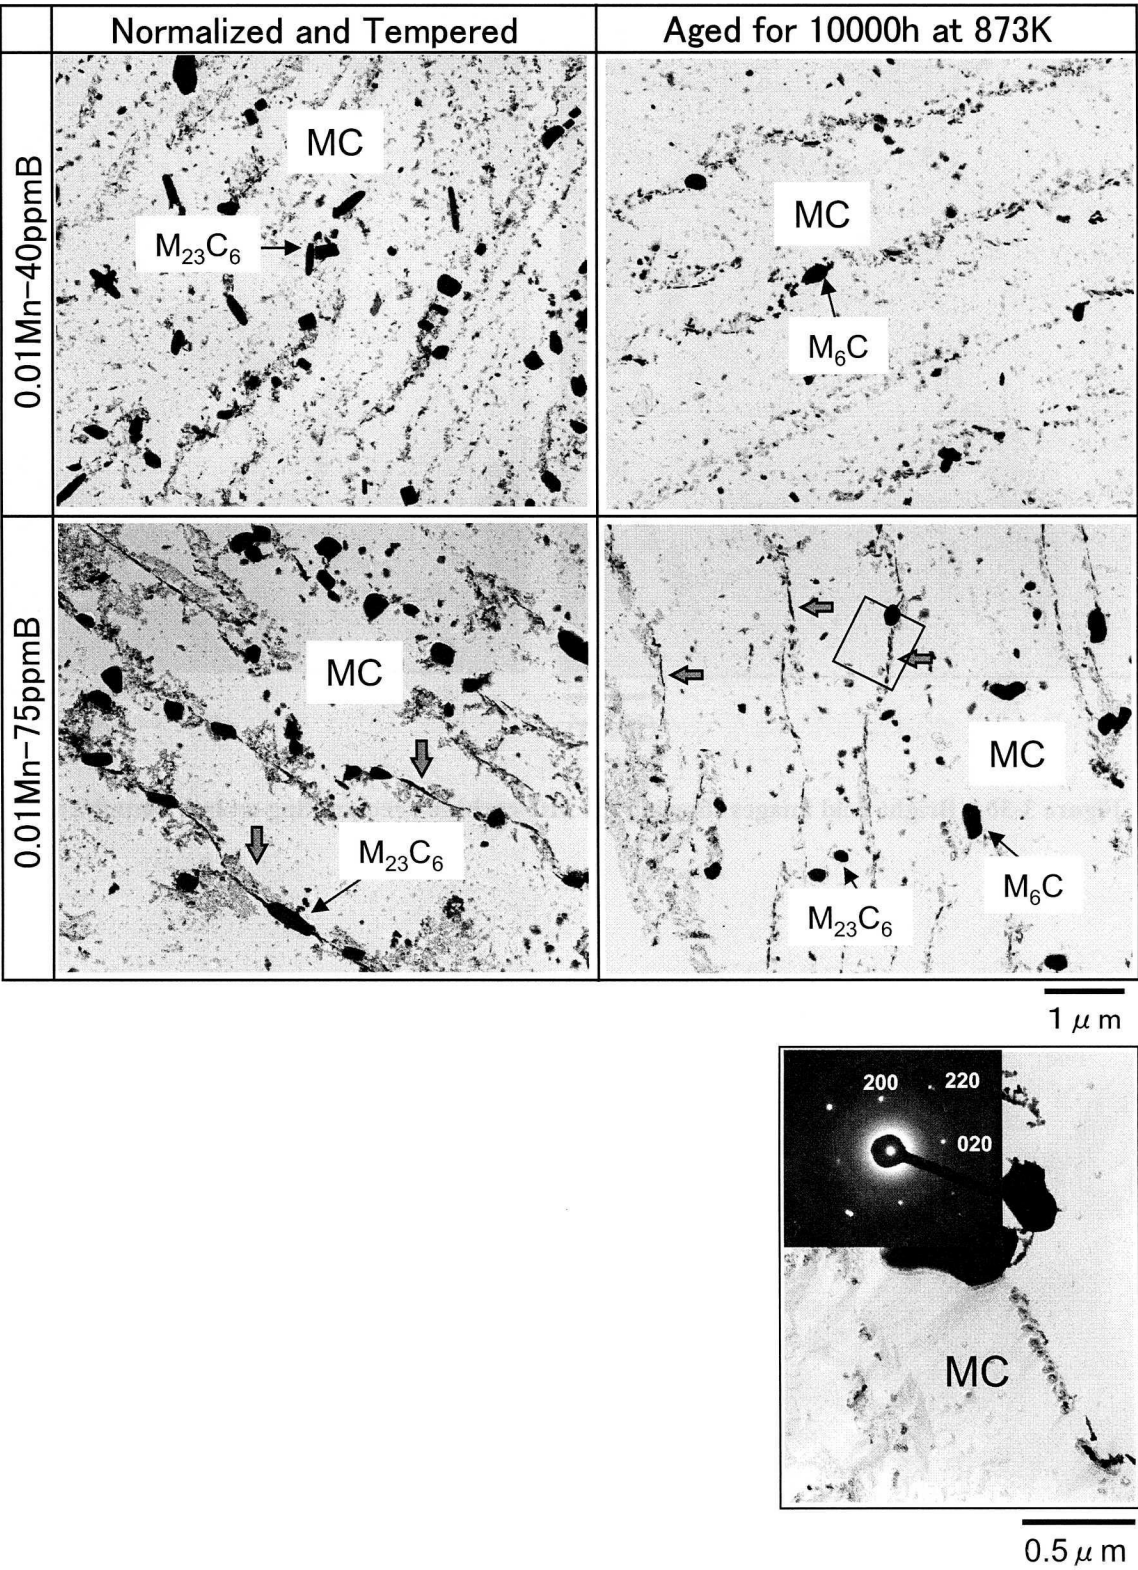 Normalized and Tempered
Aged for 10000h at 873K
0.01Mn-40ppmB
MC
M₂₃C₆
MC
M₆C
0.01Mn-75ppmB
MC
M₂₃C₆
MC
M₆C
M₂₃C₆
1 μm
200
220
020
MC
0.5 μm